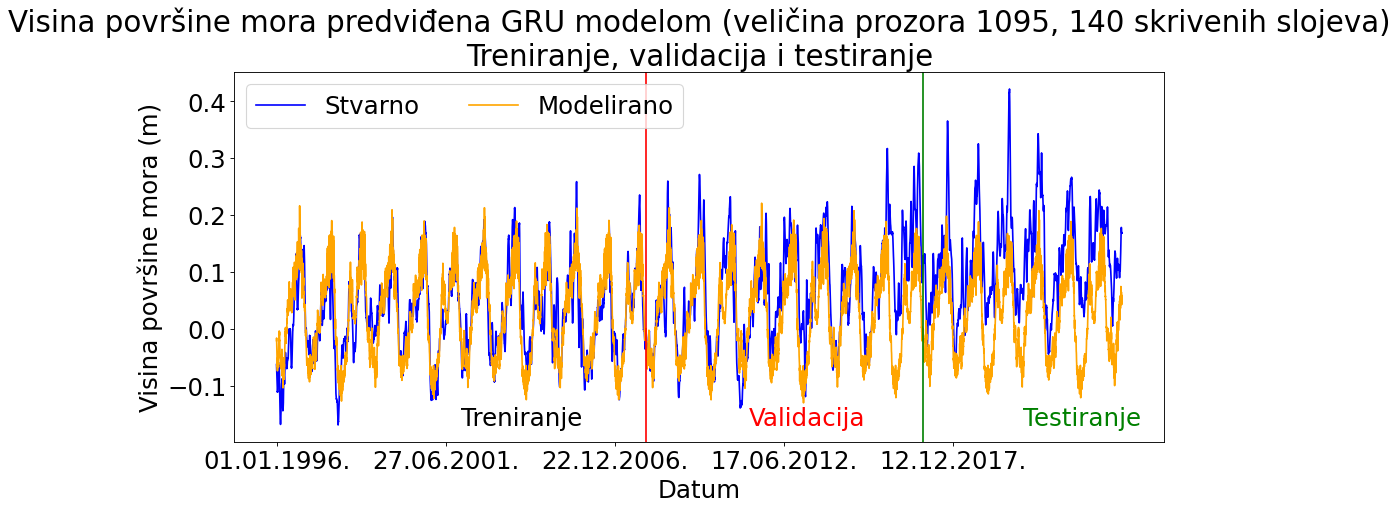 Visina površine mora predviđena GRU modelom (veličina prozora 1095, 140 skrivenih slojeva)
Treniranje, validacija i testiranje
Stvarno
Modelirano
Visina površine mora (m)
0.4
0.3
0.2
0.1
0.0
−0.1
Treniranje
Validacija
Testiranje
01.01.1996.
27.06.2001.
22.12.2006.
17.06.2012.
12.12.2017.
Datum